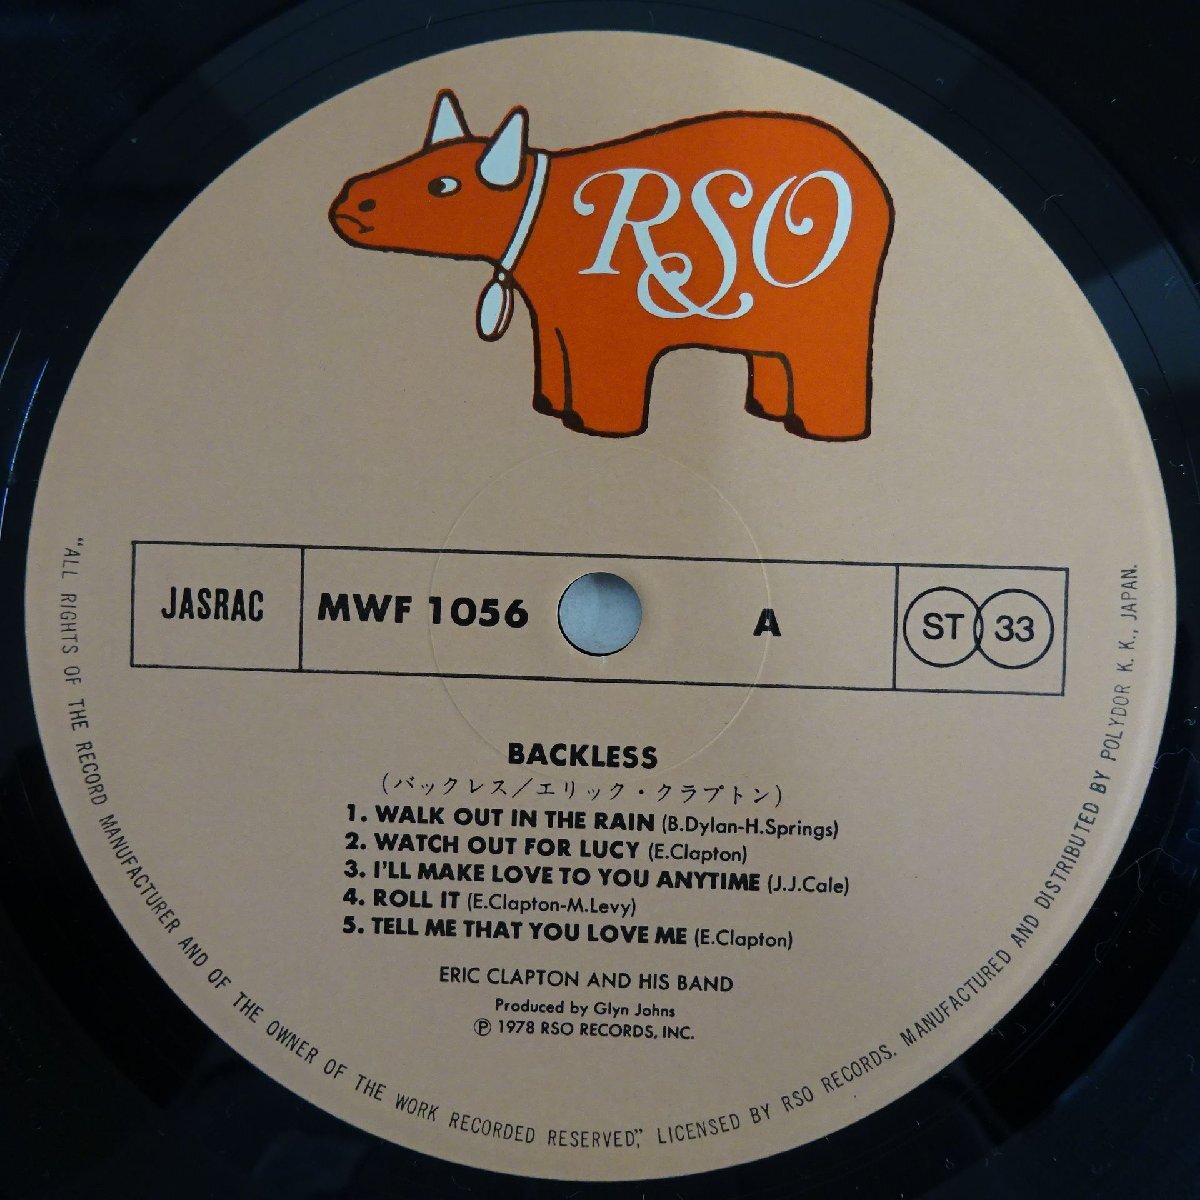 RSO
JASRAC
MWF 1056
A
ST 33
BACKLESS
(バックレス/エリック・クラプトン)
1. WALK OUT IN THE RAIN (B.Dylan-H.Springs)
2. WATCH OUT FOR LUCY (E.Clapton)
3. I'LL MAKE LOVE TO YOU ANYTIME (J.J.Cale)
4. ROLL IT (E.Clapton-M.Levy)
5. TELL ME THAT YOU LOVE ME (E.Clapton)
ERIC CLAPTON AND HIS BAND
Produced by Glyn Johns
Ⓟ 1978 RSO RECORDS, INC.
"ALL RIGHTS OF THE RECORD MANUFACTURER AND OF THE OWNER OF THE WORK RECORDED RESERVED", LICENSED BY RSO RECORDS. MANUFACTURED AND DISTRIBUTED BY POLYDOR K. K., JAPAN.